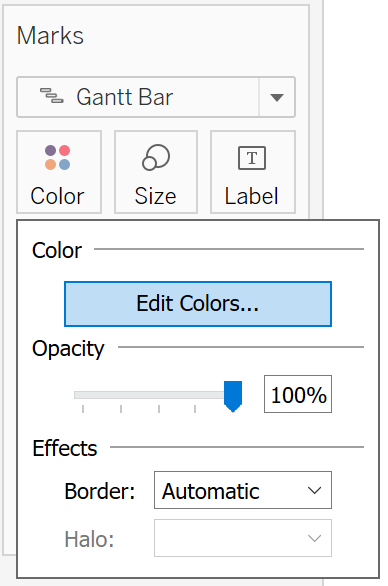 Marks
Gantt Bar
Color Size Label
Color
Edit Colors...
Opacity
100%
Effects
Border: Automatic
Halo: